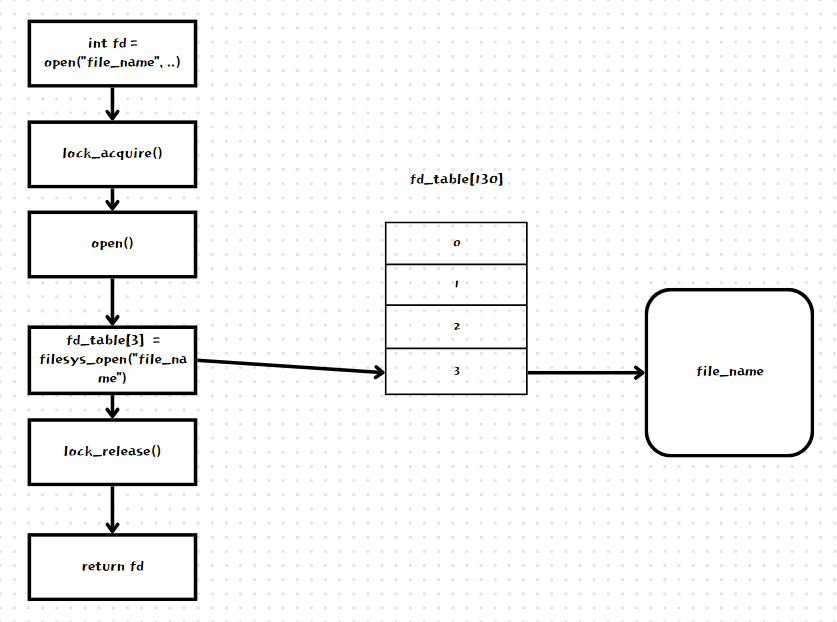 int fd =
open("file_name", ..)
lock_acquire()
open()
fd_table[3] =
filesys_open("file_na
me")
lock_release()
return fd
fd_table[130]
0
1
2
3
file_name